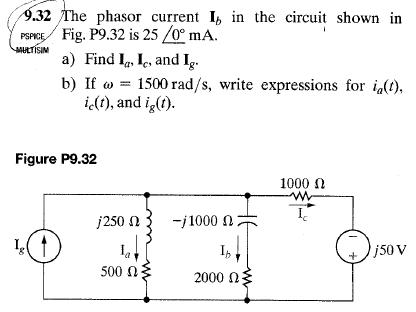 9.32 The phasor current I_b in the circuit shown in
PSPICE Fig. P9.32 is 25 /0° mA.
MULTISIM
a) Find I_a, I_c, and I_g.
b) If ω = 1500 rad/s, write expressions for i_a(t),
i_c(t), and i_g(t).
Figure P9.32
1000 Ω
I_c
j250 Ω
-j1000 Ω
I_g
I_a
I_b
- 
+
j50 V
500 Ω
2000 Ω